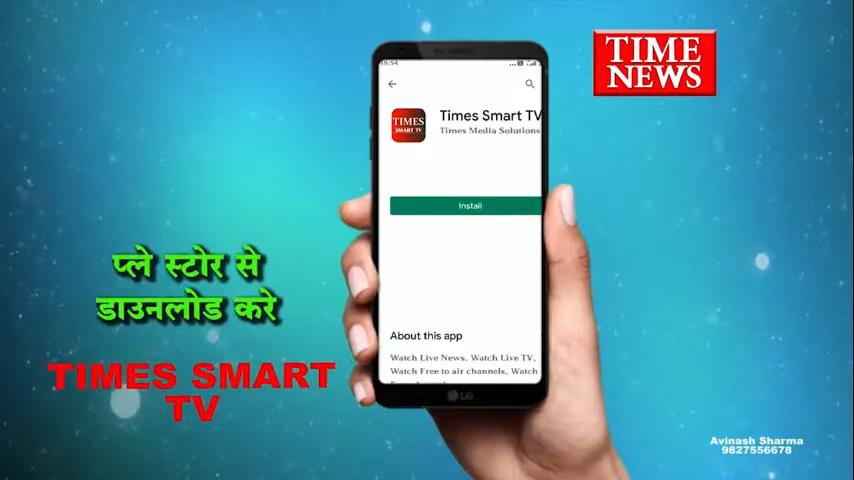 TIME
NEWS
19:54
Times Smart TV
Times Media Solutions
TIMES
SMART TV
Install
प्ले स्टोर से
डाउनलोड करे
TIMES SMART
TV
About this app
Watch Live News, Watch Live TV,
Watch Free to air channels, Watch
LG
Avinash Sharma
9827556678